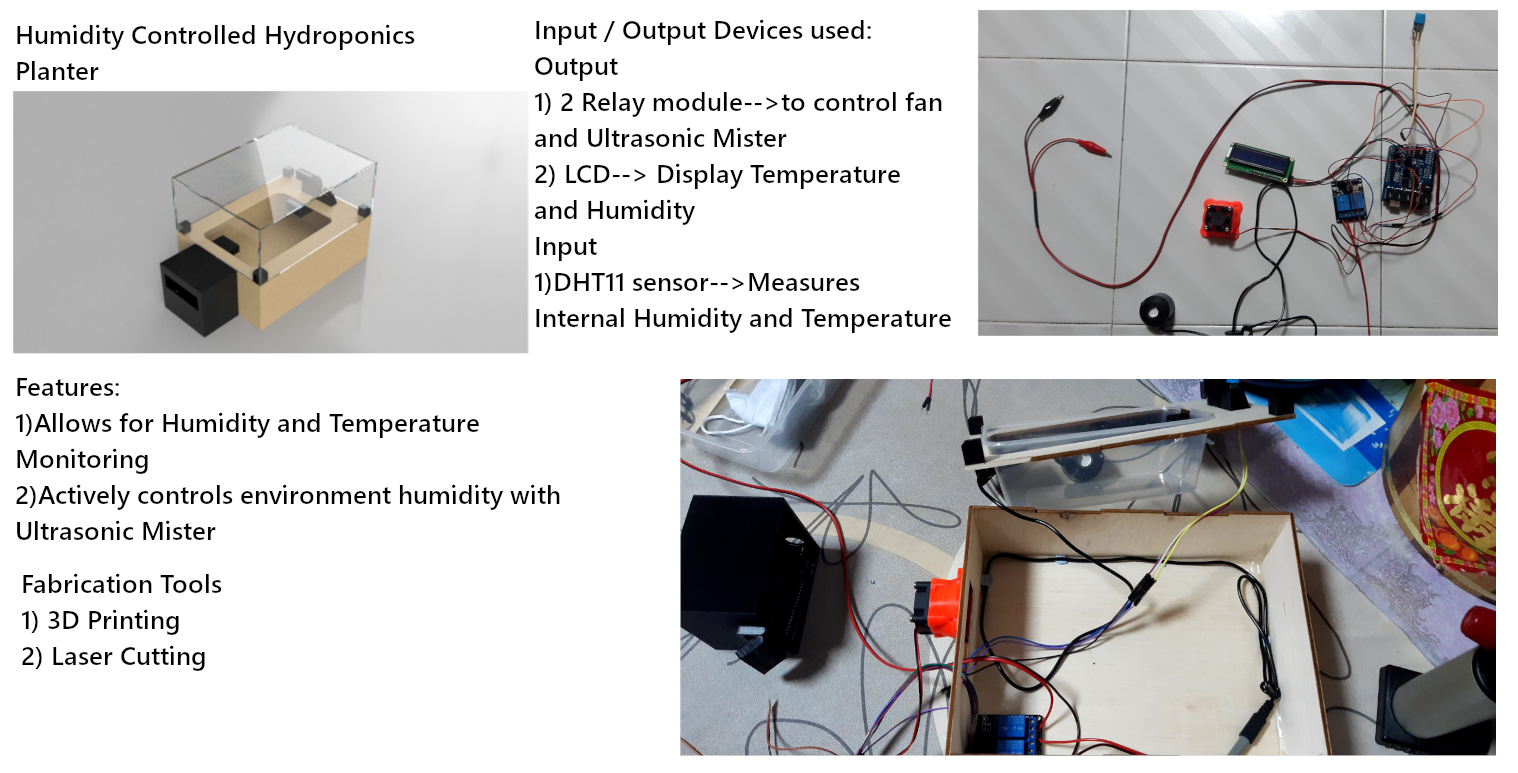 Humidity Controlled Hydroponics
Planter
Input / Output Devices used:
Output
1) 2 Relay module-->to control fan
and Ultrasonic Mister
2) LCD--> Display Temperature
and Humidity
Input
1)DHT11 sensor-->Measures
Internal Humidity and Temperature
Features:
1)Allows for Humidity and Temperature
Monitoring
2)Actively controls environment humidity with
Ultrasonic Mister
Fabrication Tools
1) 3D Printing
2) Laser Cutting